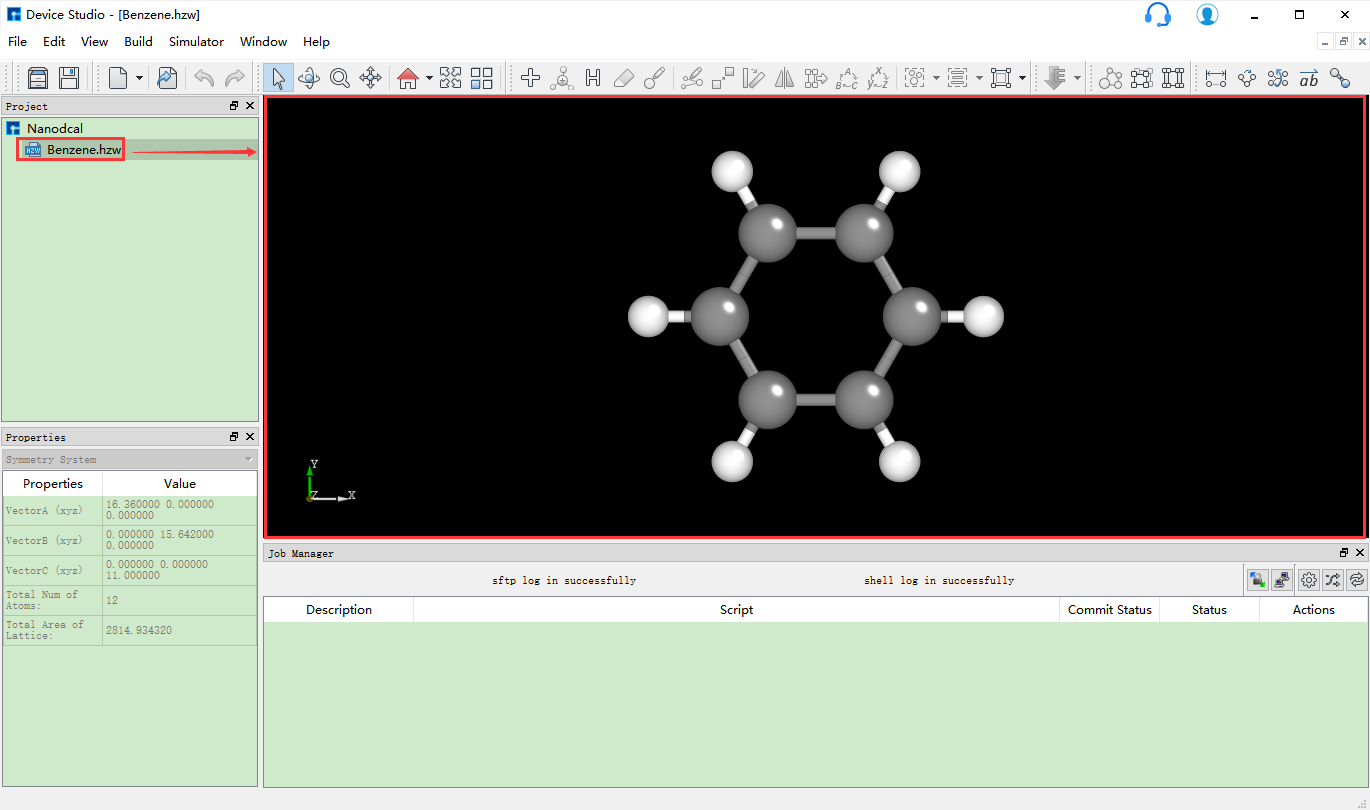 Device Studio - [Benzene.hzw]
File Edit View Build Simulator Window Help
Project
Nanodcal
HZW Benzene.hzw
Properties
Symmetry System
Properties Value
VectorA (xyz) 16.360000 0.000000
0.000000
VectorB (xyz) 0.000000 15.642000
0.000000
VectorC (xyz) 0.000000 0.000000
11.000000
Total Num of
Atoms: 12
Total Area of
Lattice: 2814.934320
Y
Z X
Job Manager
sftp log in successfully shell log in successfully
Description Script Commit Status Status Actions